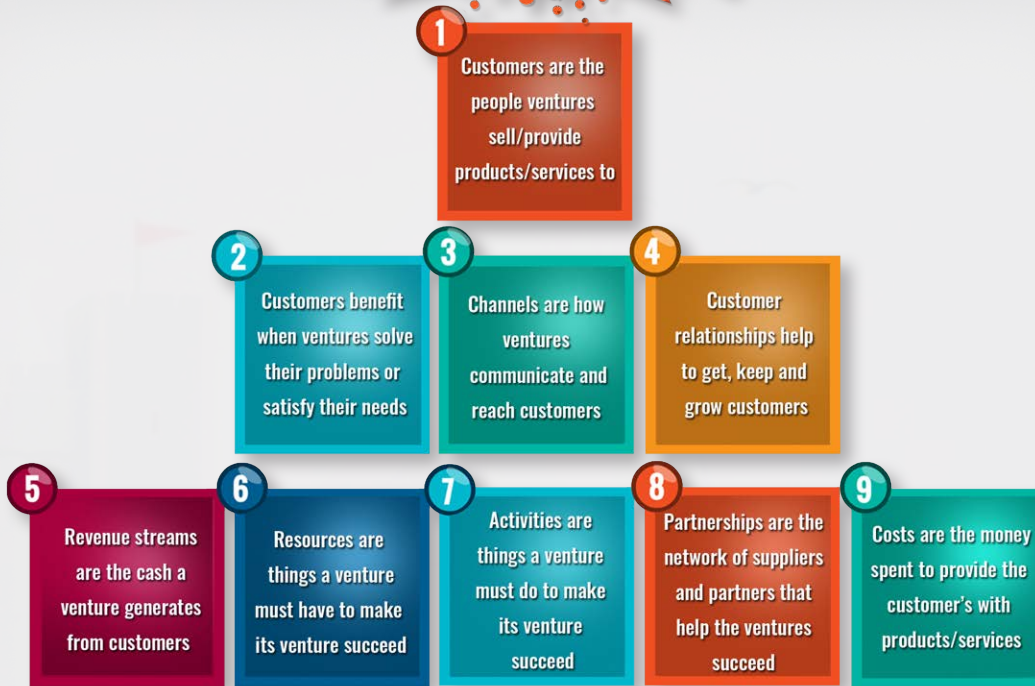 1
Customers are the
people ventures
sell/provide
products/services to
2
Customers benefit
when ventures solve
their problems or
satisfy their needs
3
Channels are how
ventures
communicate and
reach customers
4
Customer
relationships help
to get, keep and
grow customers
5
Revenue streams
are the cash a
venture generates
from customers
6
Resources are
things a venture
must have to make
its venture succeed
7
Activities are
things a venture
must do to make
its venture
succeed
8
Partnerships are the
network of suppliers
and partners that
help the ventures
succeed
9
Costs are the money
spent to provide the
customer's with
products/services